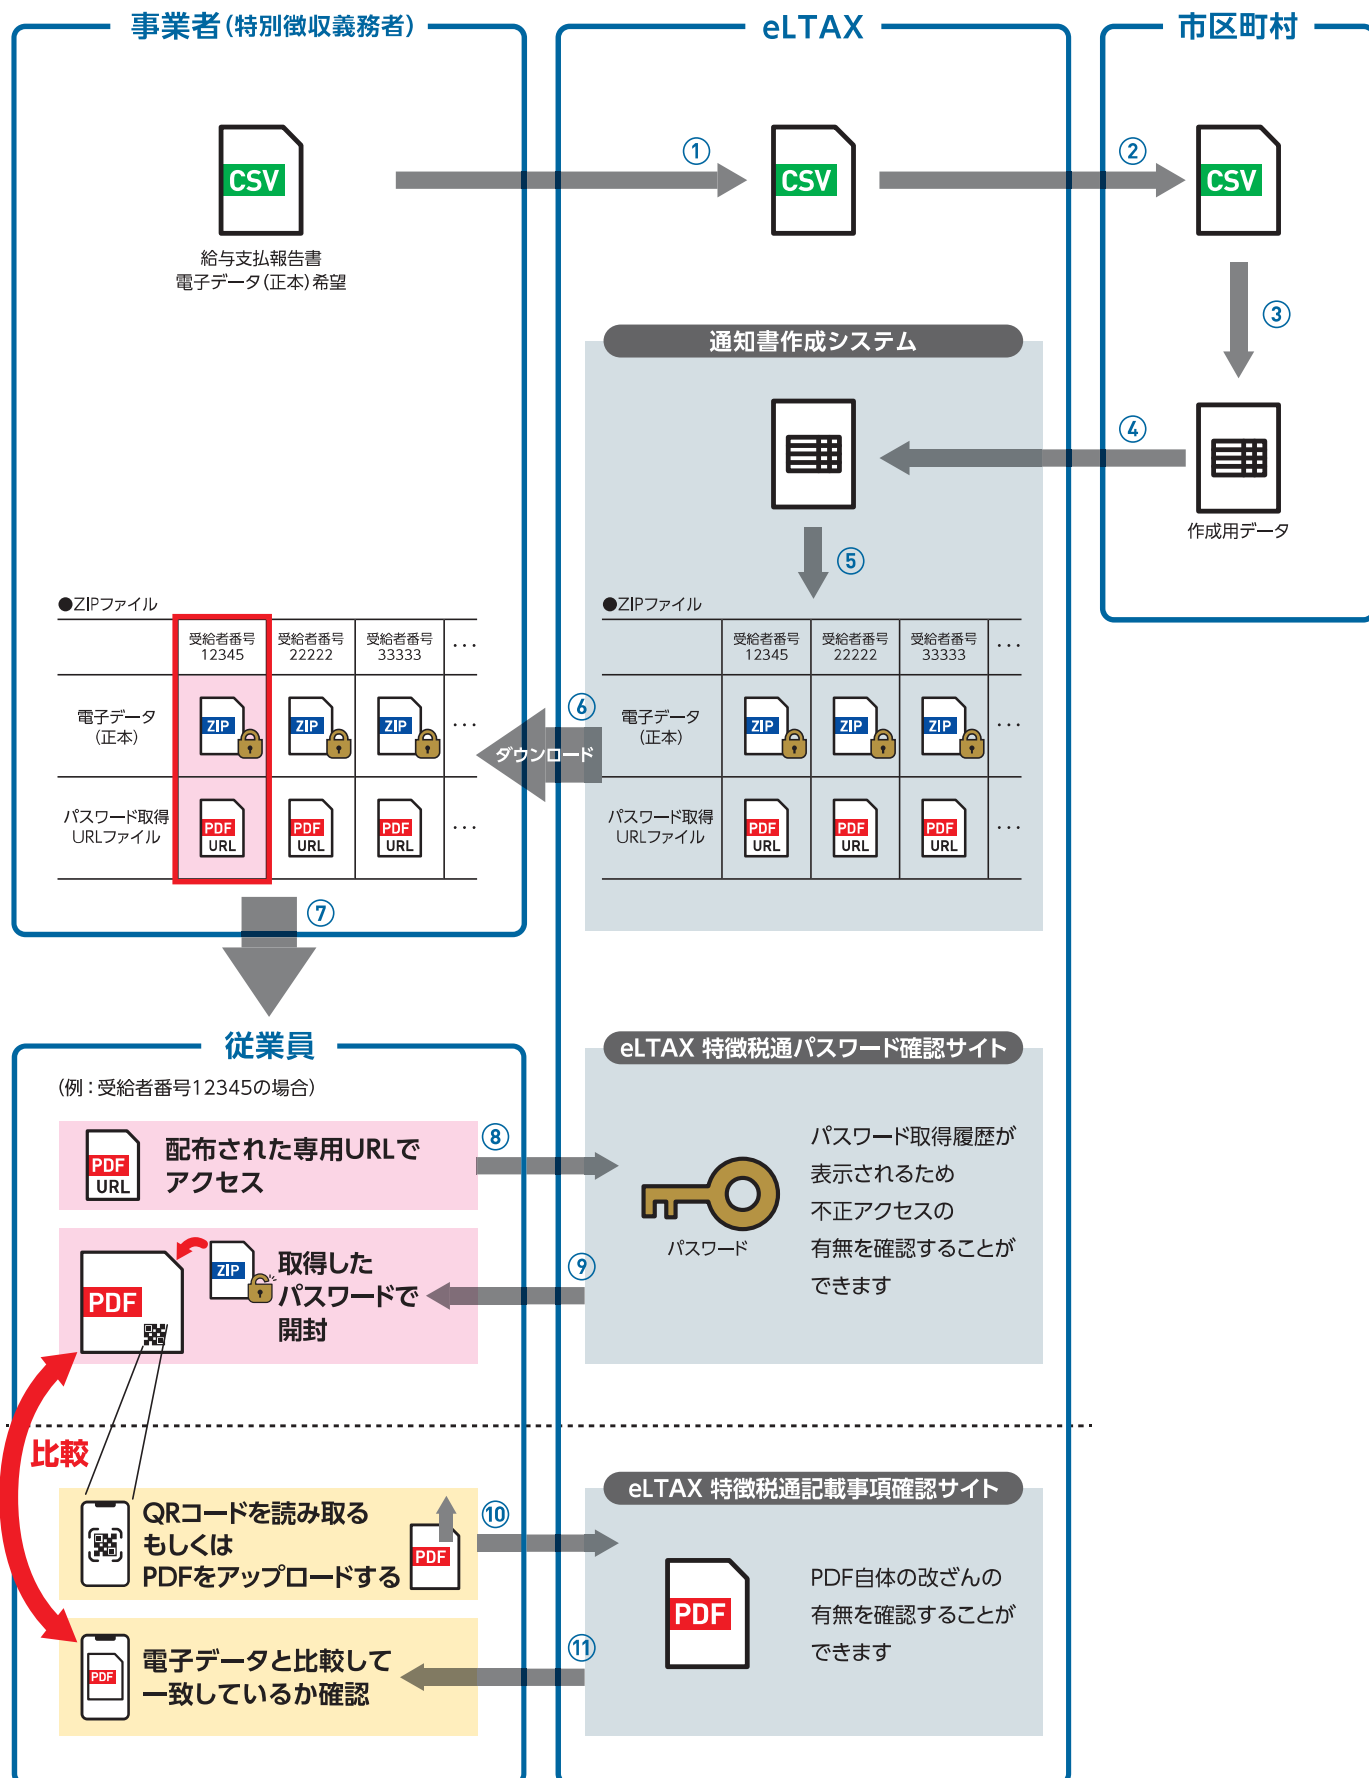 事業者(特別徴収義務者)
eLTAX
市区町村
①
②
CSV
CSV
CSV
給与支払報告書
電子データ(正本)希望
③
通知書作成システム
④
作成用データ
⑤
●ZIPファイル
受給者番号
12345
受給者番号
22222
受給者番号
33333
···
電子データ
(正本)
ZIP
ZIP
ZIP
···
パスワード取得
URLファイル
PDF
URL
PDF
URL
PDF
URL
···
⑥
ダウンロード
●ZIPファイル
受給者番号
12345
受給者番号
22222
受給者番号
33333
···
電子データ
(正本)
ZIP
ZIP
ZIP
···
パスワード取得
URLファイル
PDF
URL
PDF
URL
PDF
URL
···
⑦
従業員
(例:受給者番号12345の場合)
PDF
URL
配布された専用URLで
アクセス
⑧
eLTAX 特徴税通パスワード確認サイト
パスワード
パスワード取得履歴が
表示されるため
不正アクセスの
有無を確認することが
できます
⑨
PDF
ZIP
取得した
パスワードで
開封
比較
QRコードを読み取る
もしくは
PDFをアップロードする
PDF
⑩
eLTAX 特徴税通記載事項確認サイト
PDF
PDF自体の改ざんの
有無を確認することが
できます
⑪
PDF
電子データと比較して
一致しているか確認